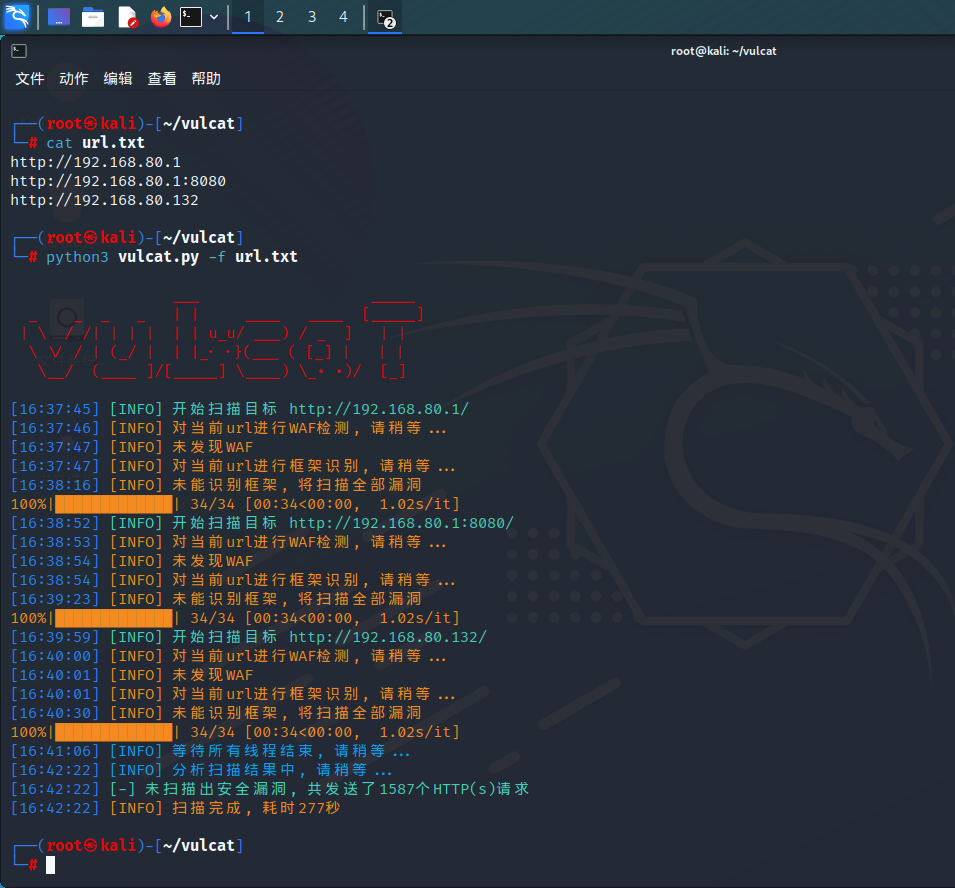 1 2 3 4 2
root@kali: ~/vulcat
文件 动作 编辑 查看 帮助
┌──(root㉿kali)-[~/vulcat]
└─# cat url.txt
http://192.168.80.1
http://192.168.80.1:8080
http://192.168.80.132
┌──(root㉿kali)-[~/vulcat]
└─# python3 vulcat.py -f url.txt
vulcat
[16:37:45] [INFO] 开始扫描目标 http://192.168.80.1/
[16:37:46] [INFO] 对当前url进行WAF检测, 请稍等...
[16:37:47] [INFO] 未发现WAF
[16:37:47] [INFO] 对当前url进行框架识别, 请稍等...
[16:38:16] [INFO] 未能识别框架, 将扫描全部漏洞
100%|█████████████| 34/34 [00:34<00:00,  1.02s/it]
[16:38:52] [INFO] 开始扫描目标 http://192.168.80.1:8080/
[16:38:53] [INFO] 对当前url进行WAF检测, 请稍等...
[16:38:54] [INFO] 未发现WAF
[16:38:54] [INFO] 对当前url进行框架识别, 请稍等...
[16:39:23] [INFO] 未能识别框架, 将扫描全部漏洞
100%|█████████████| 34/34 [00:34<00:00,  1.02s/it]
[16:39:59] [INFO] 开始扫描目标 http://192.168.80.132/
[16:40:00] [INFO] 对当前url进行WAF检测, 请稍等...
[16:40:01] [INFO] 未发现WAF
[16:40:01] [INFO] 对当前url进行框架识别, 请稍等...
[16:40:30] [INFO] 未能识别框架, 将扫描全部漏洞
100%|█████████████| 34/34 [00:34<00:00,  1.02s/it]
[16:41:06] [INFO] 等待所有线程结束, 请稍等...
[16:42:22] [INFO] 分析扫描结果中, 请稍等...
[16:42:22] [-] 未扫描出安全漏洞, 共发送了1587个HTTP(s)请求
[16:42:22] [INFO] 扫描完成, 耗时277秒
┌──(root㉿kali)-[~/vulcat]
└─#